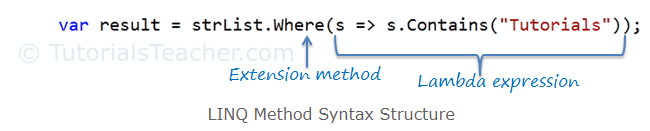 var result = strList.Where(s => s.Contains("Tutorials"));
© TutorialsTeacher.com
Extension method
Lambda expression
LINQ Method Syntax Structure